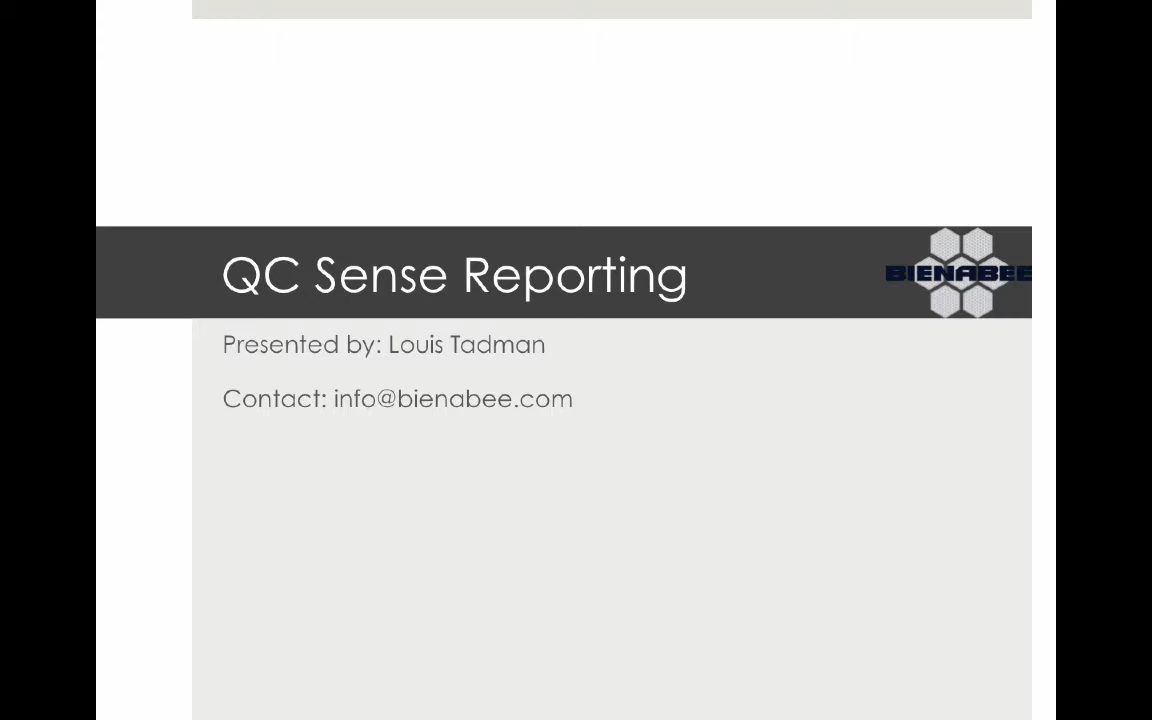 QC Sense Reporting
BIENABEE
Presented by: Louis Tadman
Contact: info@bienabee.com